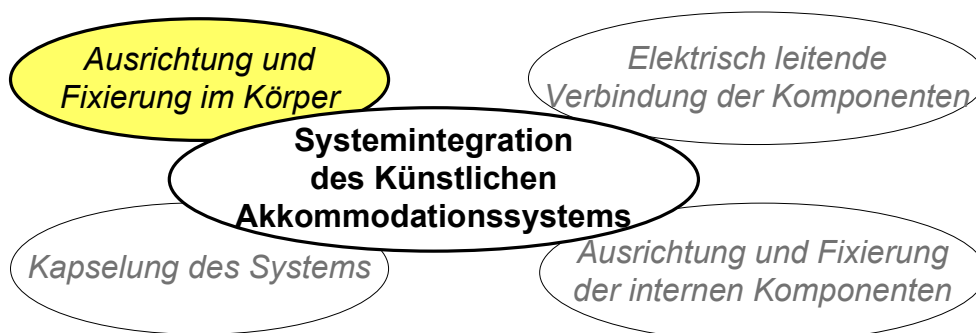 Ausrichtung und
Fixierung im Körper
Elektrisch leitende
Verbindung der Komponenten
Systemintegration
des Künstlichen
Akkommodationssystems
Kapselung des Systems
Ausrichtung und Fixierung
der internen Komponenten